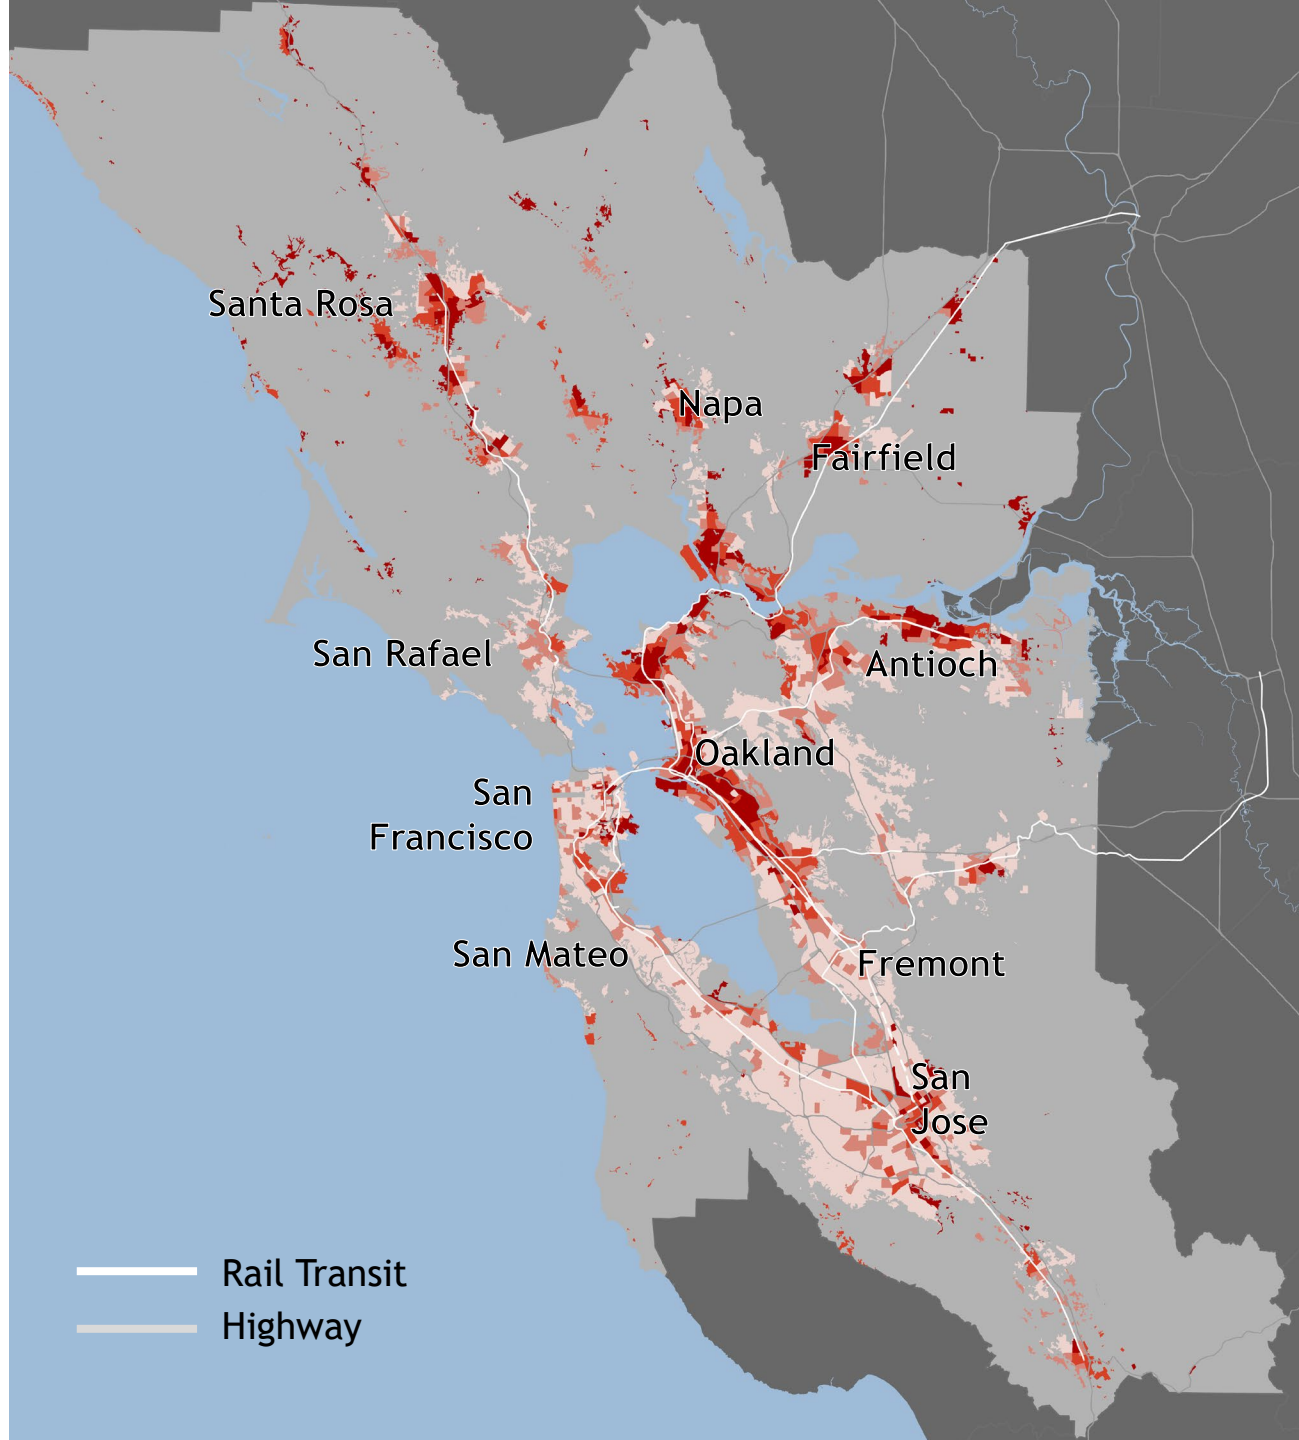 Santa Rosa
Napa
Fairfield
San Rafael
Antioch
Oakland
San
Francisco
San Mateo
Fremont
San
Jose
Rail Transit
Highway